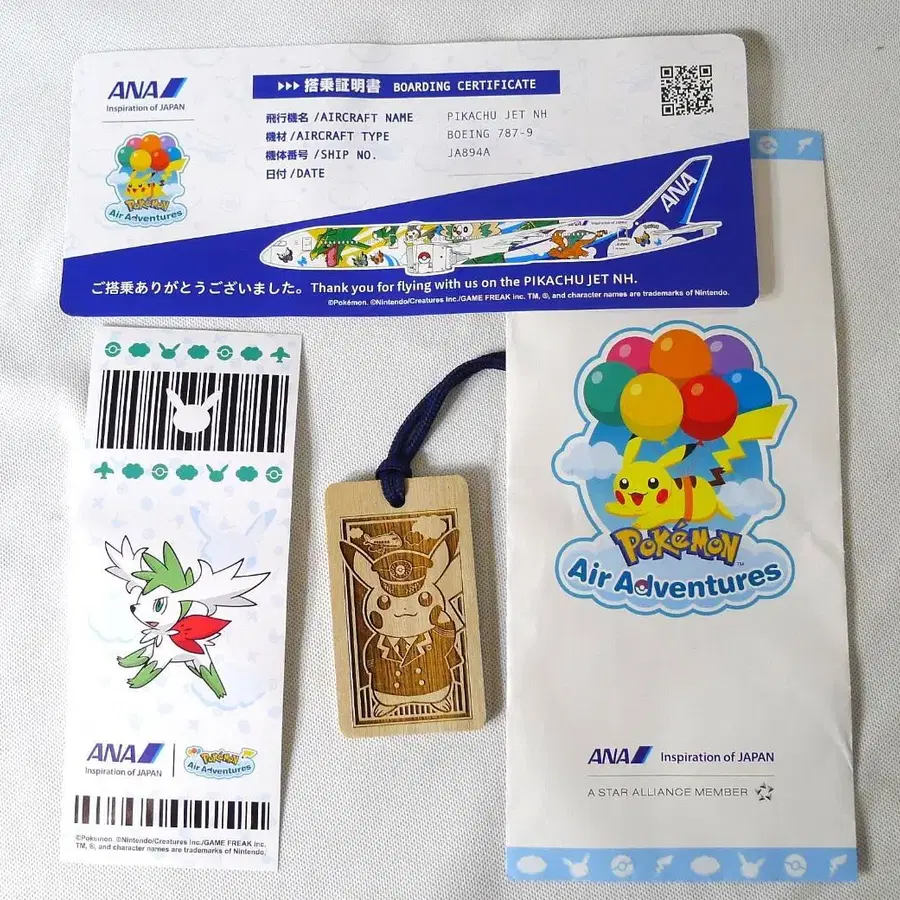 ANA
Inspiration of JAPAN
搭乗証明書 BOARDING CERTIFICATE
飛行機名 /AIRCRAFT NAME PIKACHU JET NH
機材 /AIRCRAFT TYPE BOEING 787-9
機体番号 /SHIP NO. JA894A
日付 /DATE
POKÉMON
Air Adventures
ANA
Inspiration of JAPAN
ご搭乗ありがとうございました。Thank you for flying with us on the PIKACHU JET NH.
©Pokémon. ©Nintendo/Creatures Inc./GAME FREAK inc. TM, ®, and character names are trademarks of Nintendo.
ANA
Inspiration of JAPAN
POKÉMON
Air Adventures
©Pokémon. ©Nintendo/Creatures Inc./GAME FREAK inc.
TM, ®, and character names are trademarks of Nintendo.
POKÉMON
TM
Air Adventures
ANA Inspiration of JAPAN
A STAR ALLIANCE MEMBER